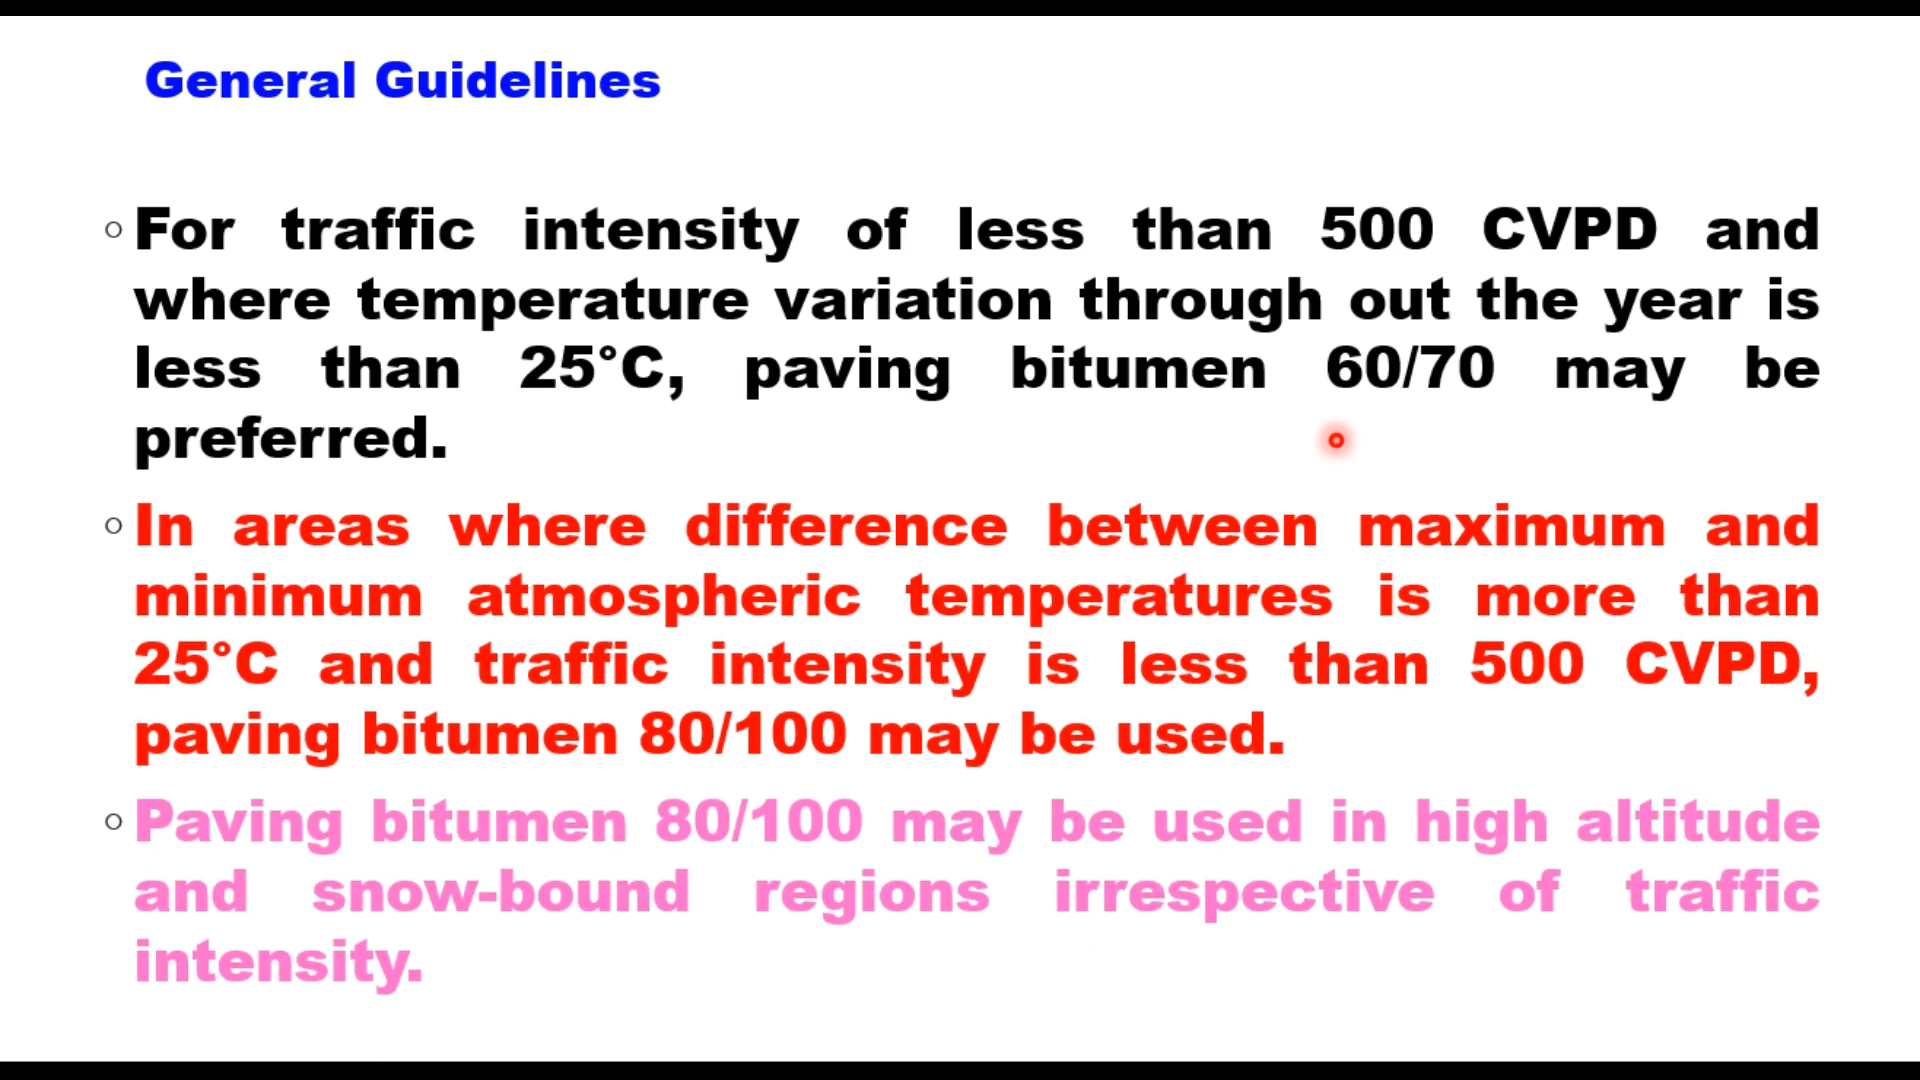 General Guidelines
For traffic intensity of less than 500 CVPD and
where temperature variation through out the year is
less than 25°C, paving bitumen 60/70 may be
preferred.
In areas where difference between maximum and
minimum atmospheric temperatures is more than
25°C and traffic intensity is less than 500 CVPD,
paving bitumen 80/100 may be used.
Paving bitumen 80/100 may be used in high altitude
and snow-bound regions irrespective of traffic
intensity.